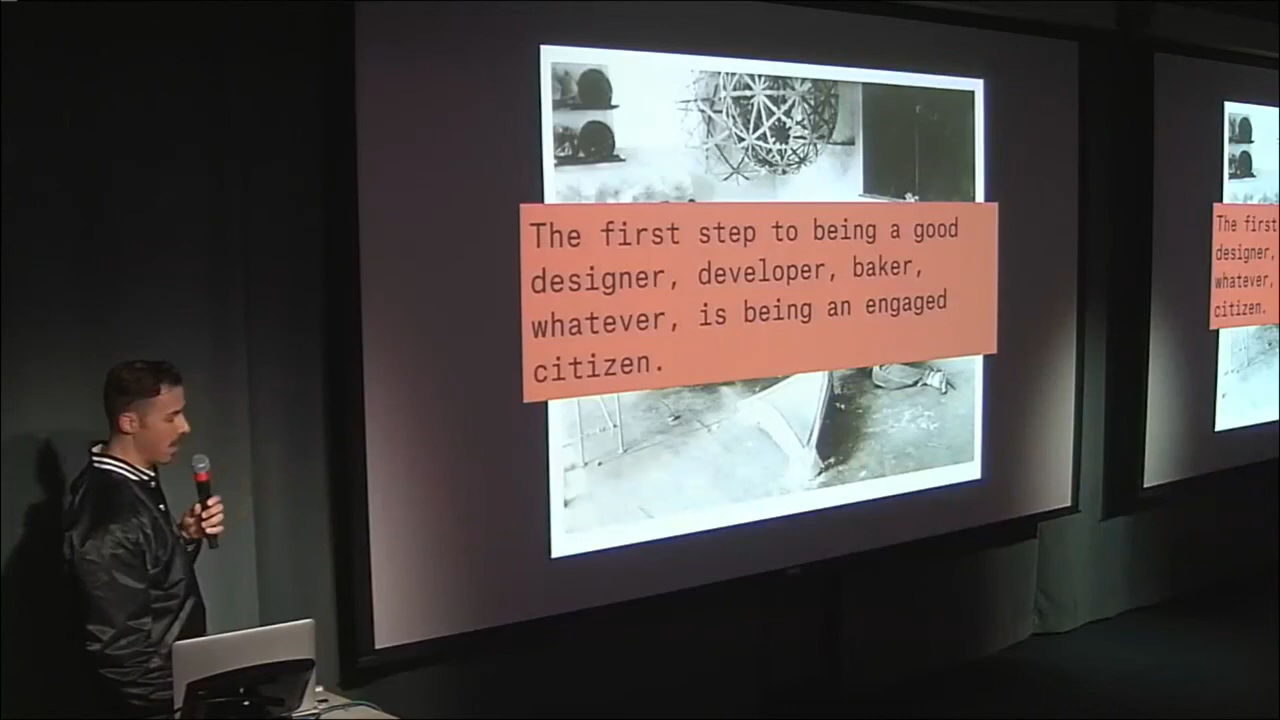 The first step to being a good
designer, developer, baker,
whatever, is being an engaged
citizen.
The first
designer,
whatever,
citizen.